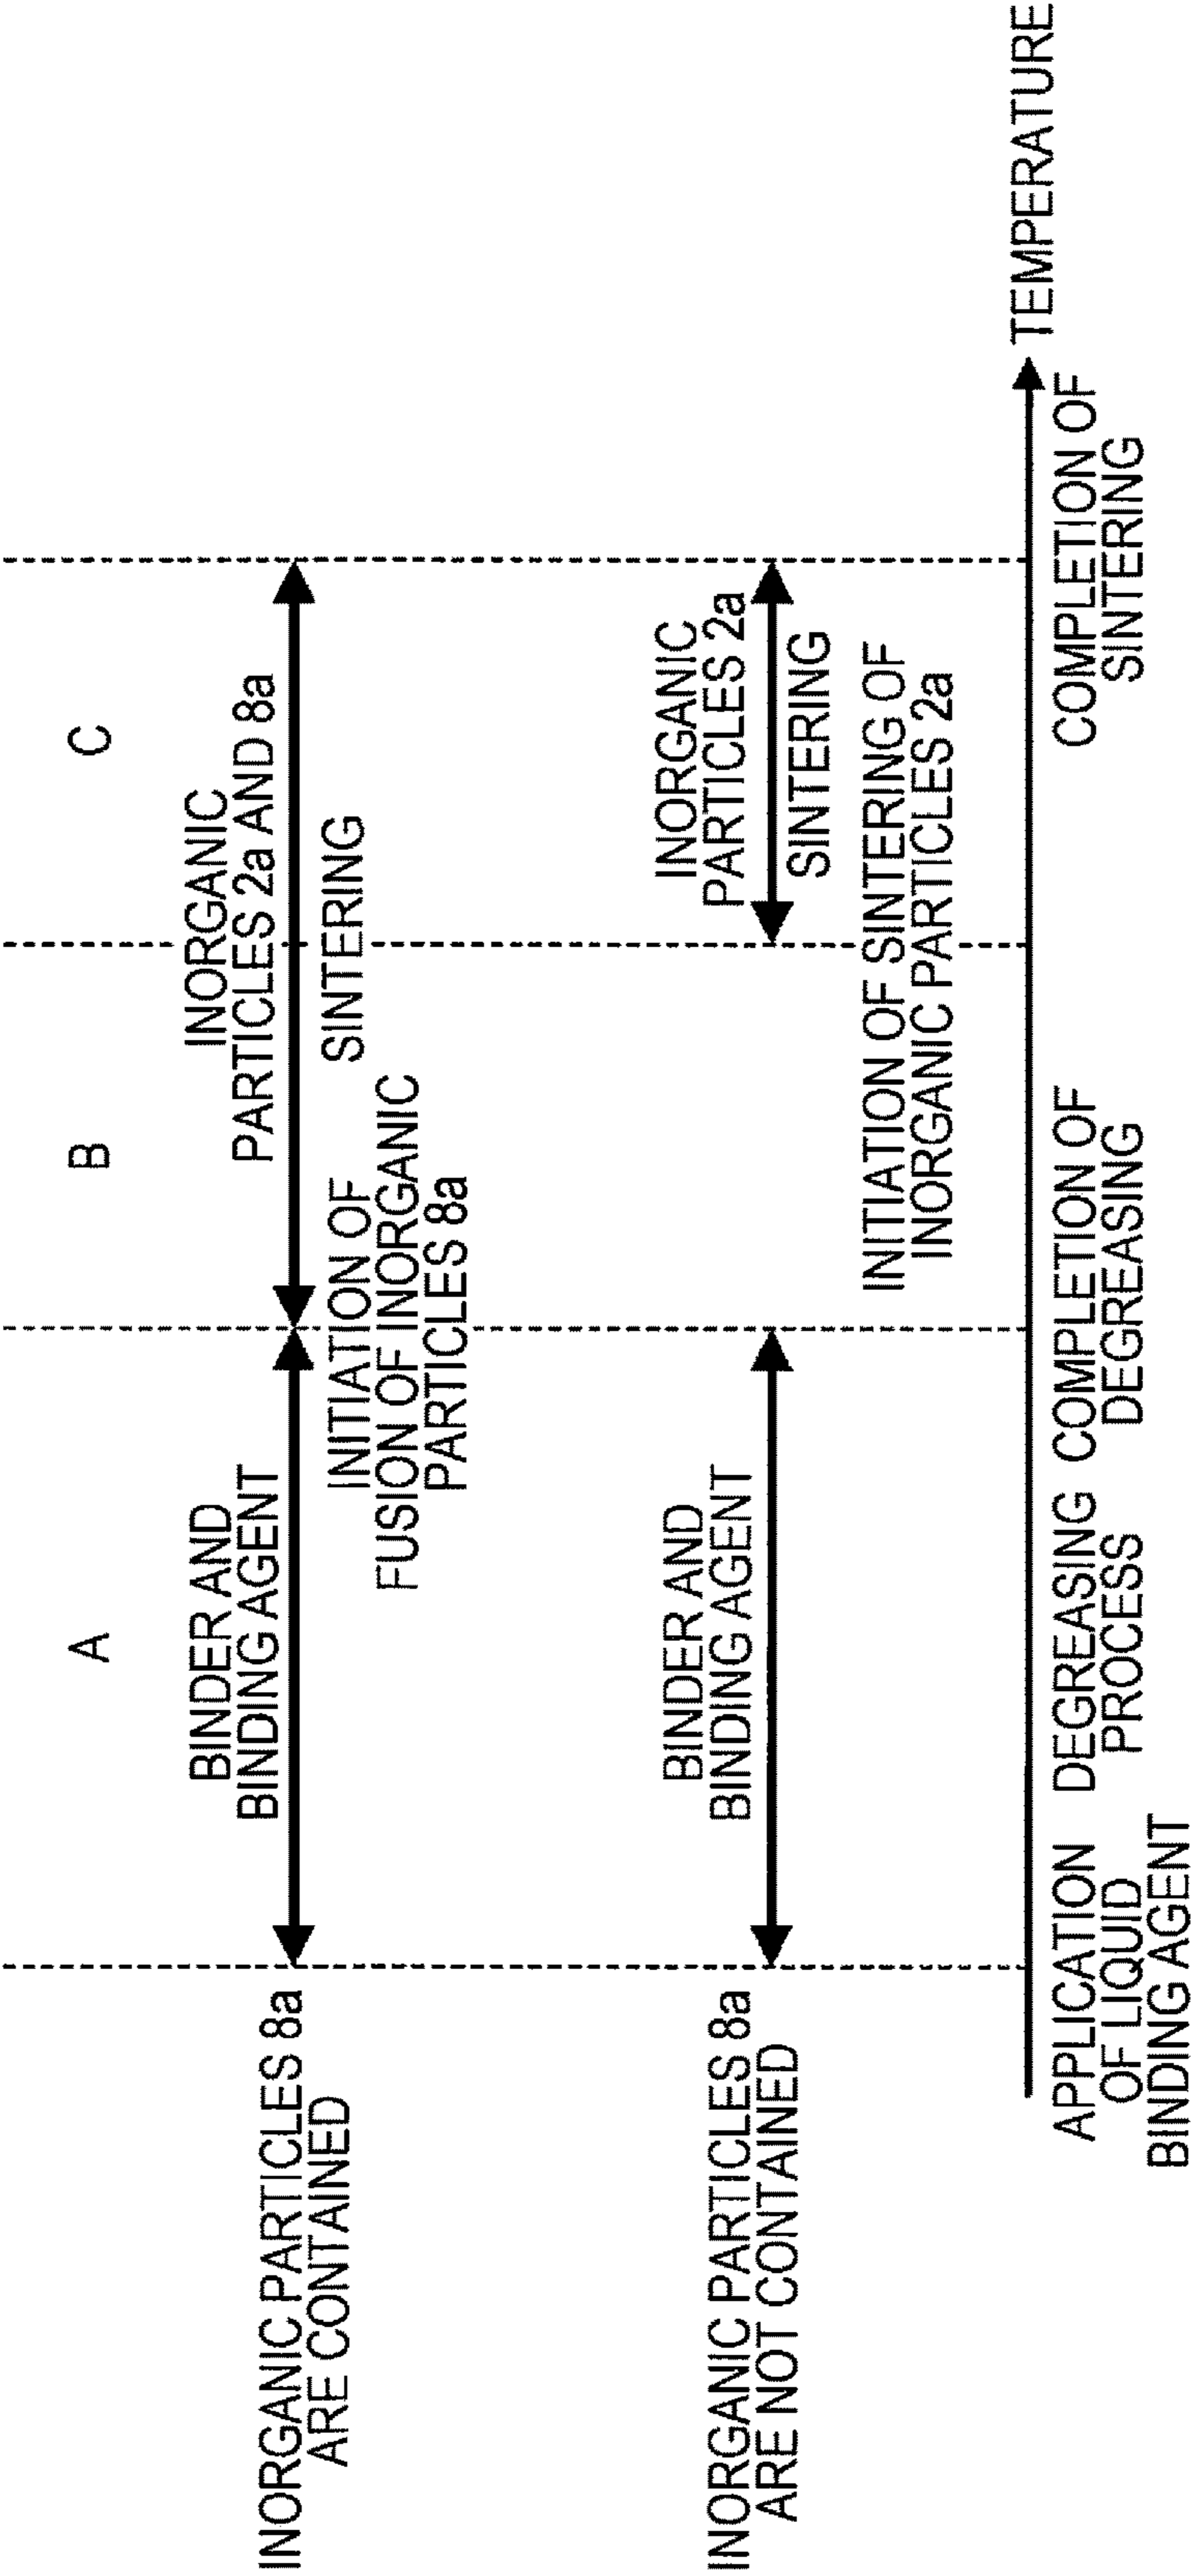 A
B
C
INORGANIC PARTICLES 8a
ARE CONTAINED
BINDER AND
BINDING AGENT
INORGANIC
PARTICLES 2a AND 8a
SINTERING
INITIATION OF
FUSION OF INORGANIC
PARTICLES 8a
INORGANIC PARTICLES 8a
ARE NOT CONTAINED
BINDER AND
BINDING AGENT
INORGANIC
PARTICLES 2a
SINTERING
INITIATION OF SINTERING OF
INORGANIC PARTICLES 2a
TEMPERATURE
APPLICATION
OF LIQUID
BINDING AGENT
DEGREASING
PROCESS
COMPLETION OF
DEGREASING
COMPLETION OF
SINTERING